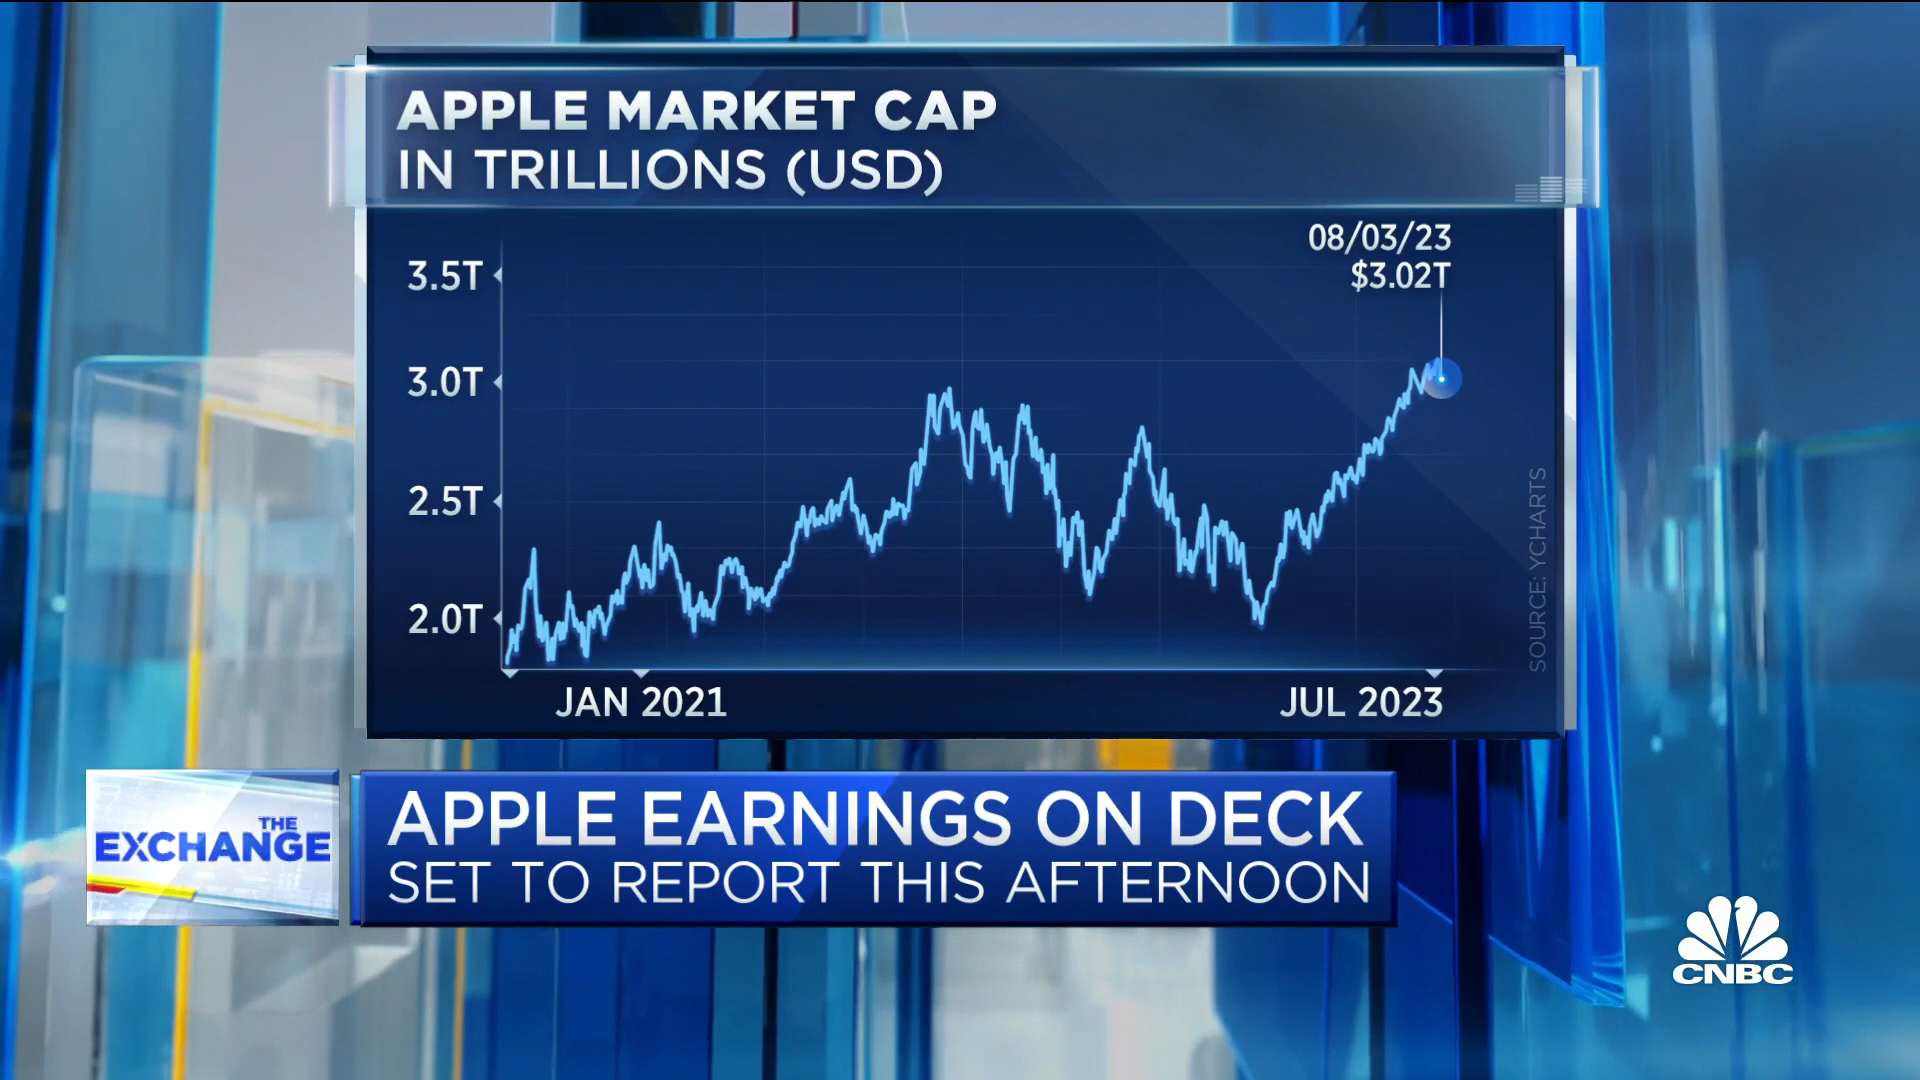 APPLE MARKET CAP
IN TRILLIONS (USD)
08/03/23
$3.02T
3.5T
3.0T
2.5T
2.0T
JAN 2021
JUL 2023
SOURCE: YCHARTS
THE
EXCHANGE
APPLE EARNINGS ON DECK
SET TO REPORT THIS AFTERNOON
CNBC